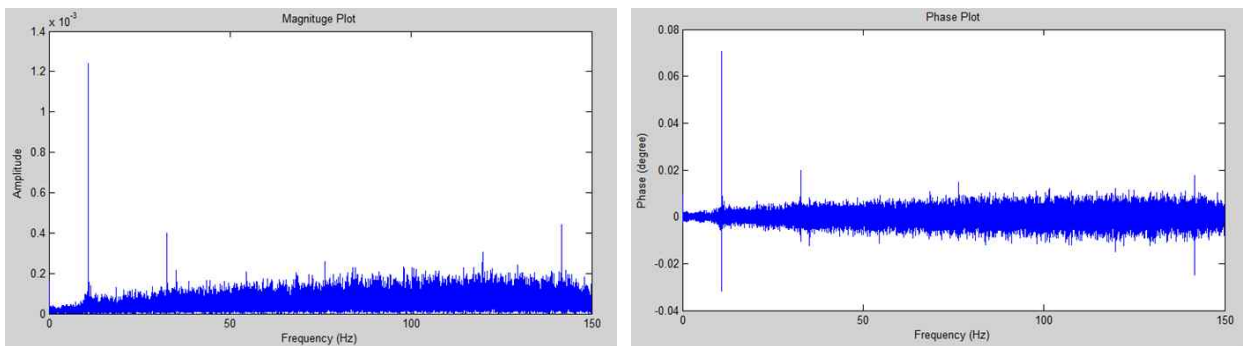 x 10⁻³
Magnituge Plot
1.4
1.2
1
0.8
0.6
0.4
0.2
0
Amplitude
0 50 100 150
Frequency (Hz)
Phase Plot
0.08
0.06
0.04
0.02
0
-0.02
-0.04
Phase (degree)
0 50 100 150
Frequency (Hz)